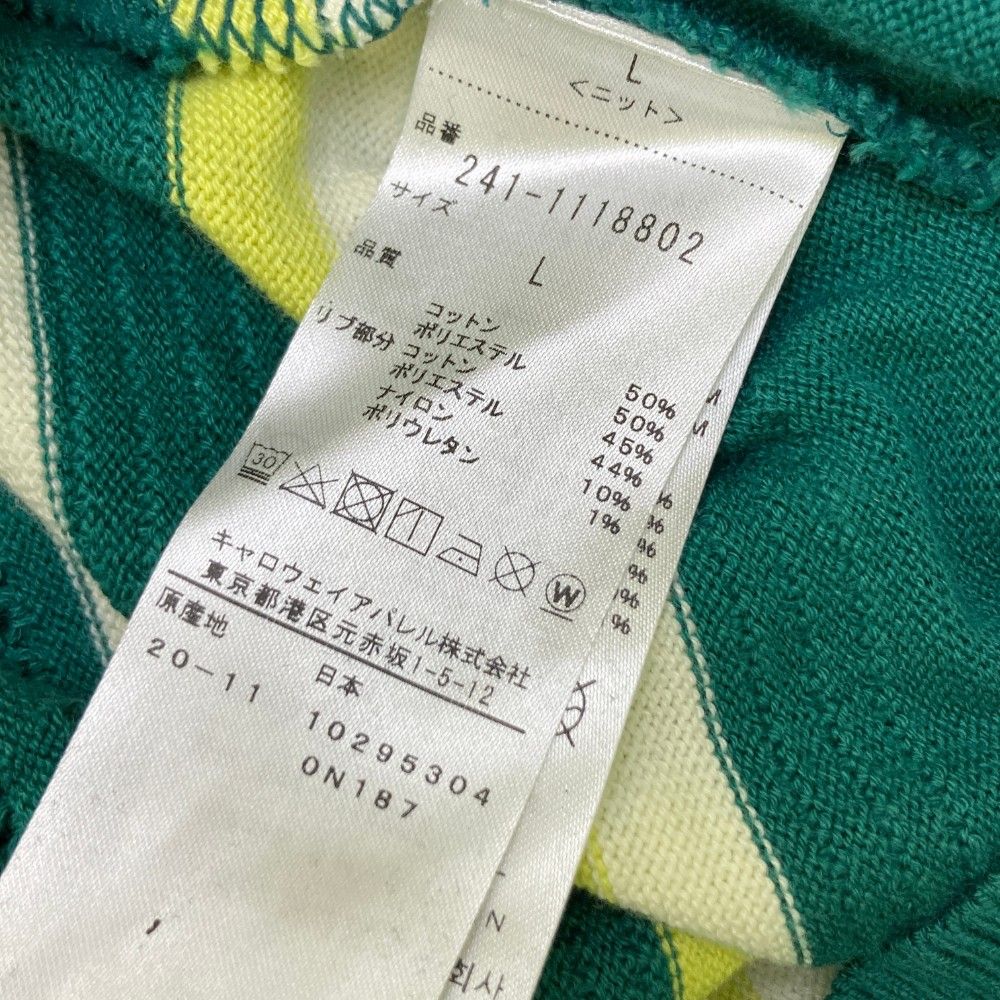 L
<ニット>
品番
241-1118802
サイズ
L
品質
コットン 50%
ポリエステル 50%
リブ部分 コットン 45%
ポリエステル 44%
ナイロン 10%
ポリウレタン 1%
30
W
キャロウェイアパレル株式会社
東京都港区元赤坂1-5-12
原産地 日本
20-11 10295304
0N187
M
M
%
%
%
%
%
%
N
회사